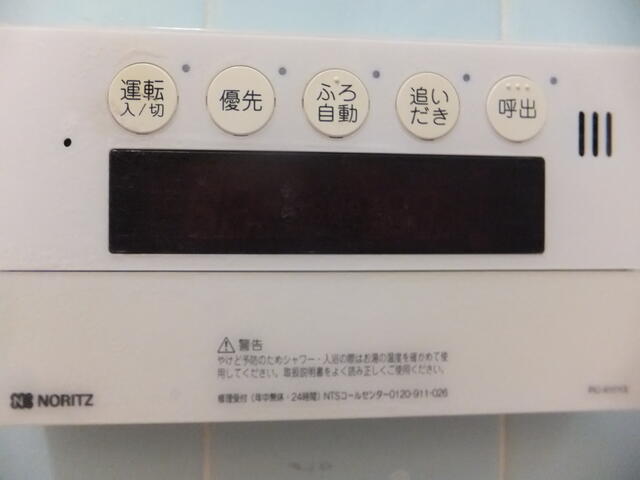 運転
入/切
優先
ふろ
自動
追い
だき
呼出
警告
やけど予防のためシャワー・入浴の際はお湯の温度を確かめて使
用してください。取扱説明書をよく読み正しくご使用ください。
NORITZ
修理受付(年中無休・24時間)NTSコールセンター0120-911-026